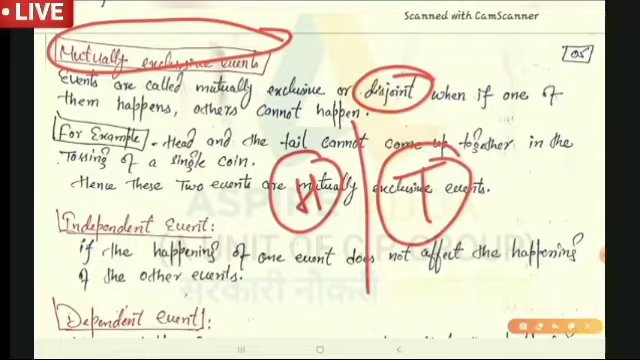 LIVE
Scanned with CamScanner
05
Mutually exclusive events
Events are called mutually exclusive or disjoint when if one of
them happens, others cannot happen.
For Example - Head and the tail cannot come up together in the
Tossing of a single coin.
H T
Hence These Two events are mutually exclusive events.
Independent Event:
if the happening of one event does not affect the happening
of the other events.
Dependent Event: